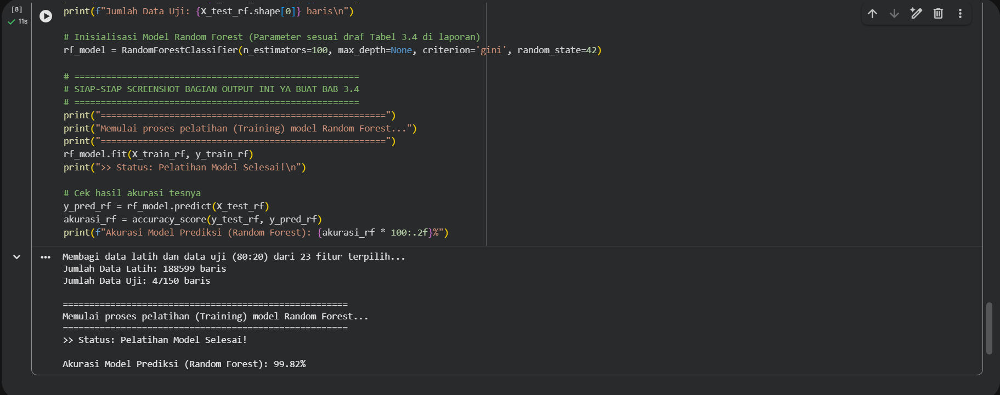 [8]
11s
print(f"Jumlah Data Uji: {X_test_rf.shape[0]} baris\n")
# Inisialisasi Model Random Forest (Parameter sesuai draf Tabel 3.4 di laporan)
rf_model = RandomForestClassifier(n_estimators=100, max_depth=None, criterion='gini', random_state=42)
# ======================================================
# SIAP-SIAP SCREENSHOT BAGIAN OUTPUT INI YA BUAT BAB 3.4
# ======================================================
print("======================================================")
print("Memulai proses pelatihan (Training) model Random Forest...")
print("======================================================")
rf_model.fit(X_train_rf, y_train_rf)
print(">> Status: Pelatihan Model Selesai!\n")
# Cek hasil akurasi tesnya
y_pred_rf = rf_model.predict(X_test_rf)
akurasi_rf = accuracy_score(y_test_rf, y_pred_rf)
print(f"Akurasi Model Prediksi (Random Forest): {akurasi_rf * 100:.2f}%")
Membagi data latih dan data uji (80:20) dari 23 fitur terpilih...
Jumlah Data Latih: 188599 baris
Jumlah Data Uji: 47150 baris
======================================================
Memulai proses pelatihan (Training) model Random Forest...
======================================================
>> Status: Pelatihan Model Selesai!
Akurasi Model Prediksi (Random Forest): 99.82%